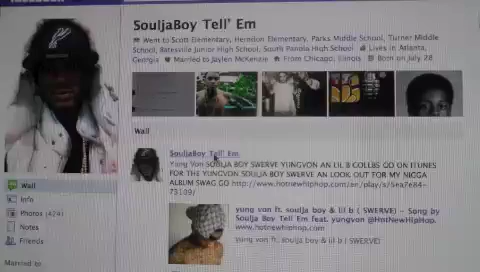 SouljaBoy Tell' Em
Went to Scott Elementary, Herndon Elementary, Parks Middle School, Turner Middle
School, Batesville Junior High School, South Panola High School Lives in Atlanta,
Georgia Married to Jaylen McKenzie From Chicago, Illinois Born on July 28
Wall
SouljaBoy Tell' Em
Yung Von SOULJA BOY SWERVE YUNGVON AN LIL B COLLBS GO ON ITUNES
FOR THE YUNGVON SOULJA BOY SWERVE AN LOOK OUT FOR MY NIGGA
ALBUM SWAG GO http://www.hotnewhiphop.com/an/play/s/5ea7e84-
73109/
yung von ft. soulja boy & lil b ( SWERVE) - Song by
Soulja Boy Tell Em feat. yungvon @HotNewHipHop.
www.hotnewhiphop.com
yung von ft. soulja boy & lil b ( SWERVE)
Wall
Info
Photos (424)
Notes
Friends
Married to